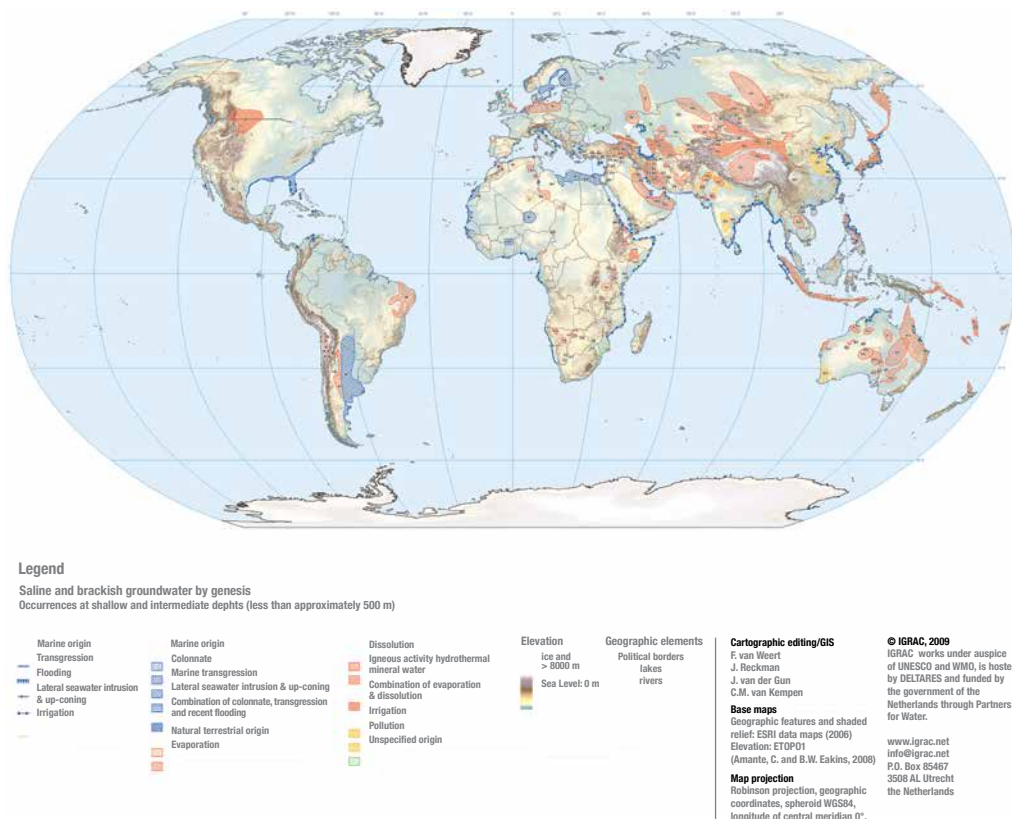 Legend
Saline and brackish groundwater by genesis
Occurrences at shallow and intermediate dephts (less than approximately 500 m)
Marine origin
Transgression
Flooding
Lateral seawater intrusion
& up-coning
Irrigation
Marine origin
Colonnate
Marine transgression
Lateral seawater intrusion & up-coning
Combination of colonnate, transgression
and recent flooding
Natural terrestrial origin
Evaporation
Dissolution
Igneous activity hydrothermal
mineral water
Combination of evaporation
& dissolution
Irrigation
Pollution
Unspecified origin
Elevation
ice and
> 8000 m
Sea Level: 0 m
Geographic elements
Political borders
lakes
rivers
Cartographic editing/GIS
F. van Weert
J. Reckman
J. van der Gun
C.M. van Kempen
Base maps
Geographic features and shaded
relief: ESRI data maps (2006)
Elevation: ETOPO1
(Amante, C. and B.W. Eakins, 2008)
Map projection
Robinson projection, geographic
coordinates, spheroid WGS84,
longitude of central meridian 0°.
© IGRAC, 2009
IGRAC works under auspice
of UNESCO and WMO, is hoste
by DELTARES and funded by
the government of the
Netherlands through Partners
for Water.
www.igrac.net
info@igrac.net
P.O. Box 85467
3508 AL Utrecht
the Netherlands